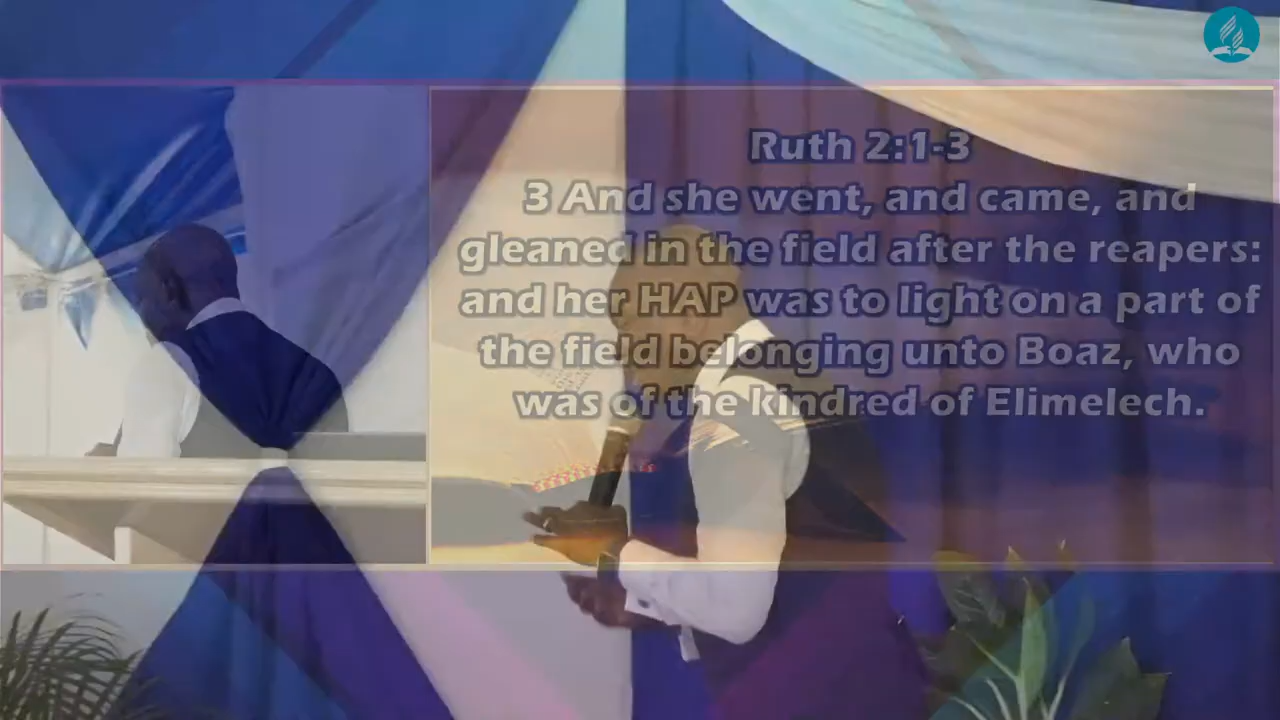 Ruth 2:1-3
3 And she went, and came, and
gleaned in the field after the reapers:
and her HAP was to light on a part of
the field belonging unto Boaz, who
was of the kindred of Elimelech.